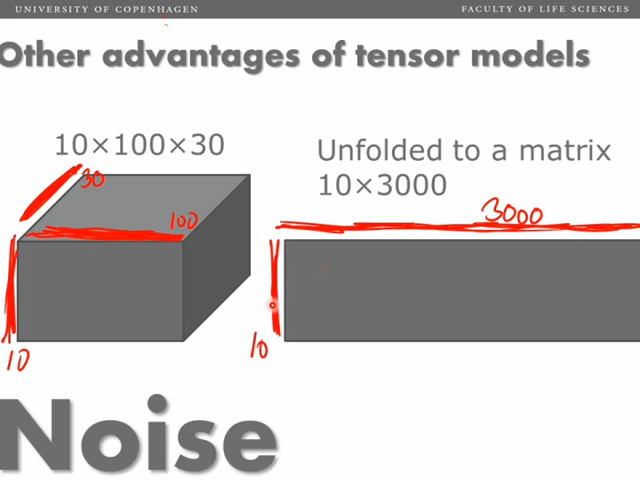 UNIVERSITY OF COPENHAGEN
FACULTY OF LIFE SCIENCES
Other advantages of tensor models
10×100×30
Unfolded to a matrix
10×3000
30
100
3000
10
10
Noise